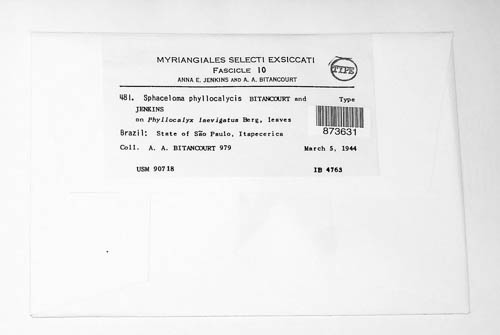 MYRIANGIALES SELECTI EXSICCATI
FASCICLE 10
ANNA E. JENKINS AND A. A. BITANCOURT
TYPE
481. Sphaceloma phyllocalycis BITANCOURT and JENKINS
Type
on Phyllocalyx laevigatus Berg, leaves
873631
Brazil: State of São Paulo, Itapecerica
Coll. A. A. BITANCOURT 979
March 5, 1944
USM 90718
IB 4763